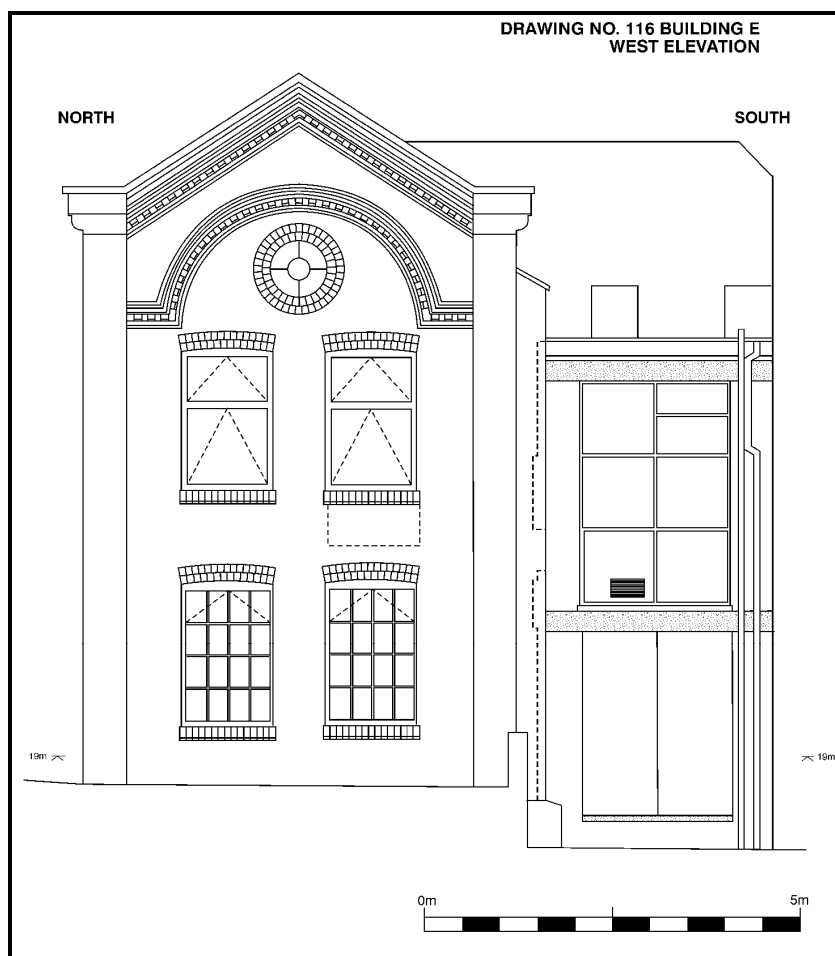 DRAWING NO. 116 BUILDING E
WEST ELEVATION
NORTH
SOUTH
19m
19m
0m
5m